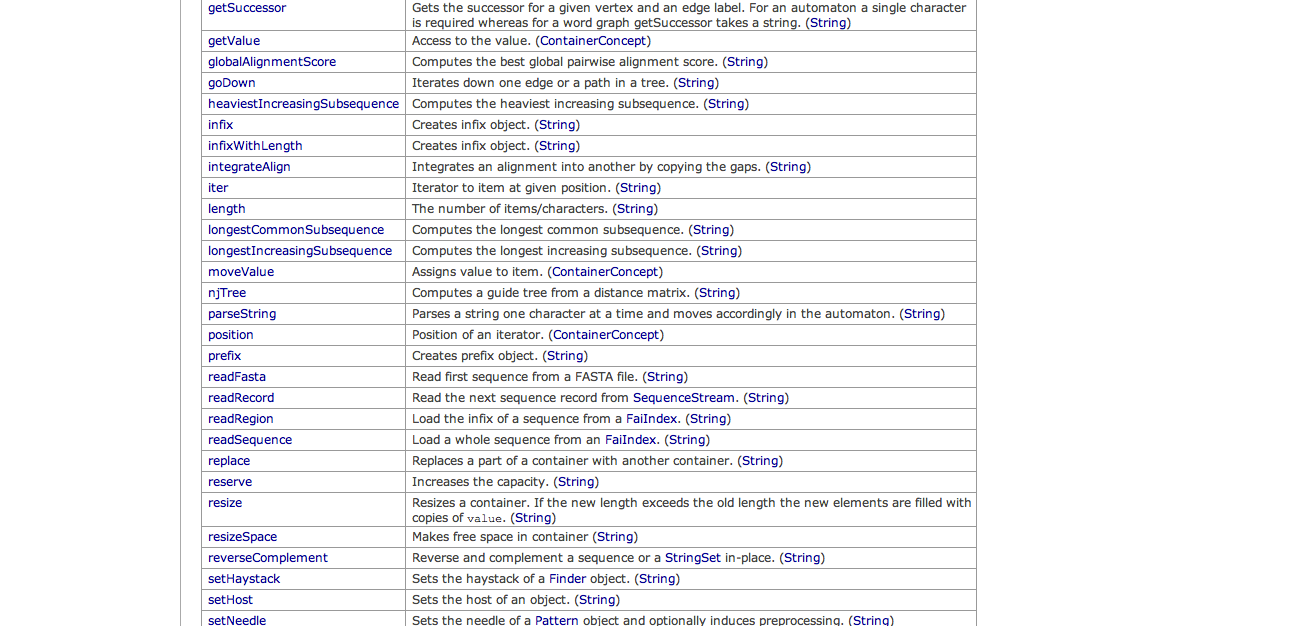 getSuccessor Gets the successor for a given vertex and an edge label. For an automaton a single character
is required whereas for a word graph getSuccessor takes a string. (String)
getValue Access to the value. (ContainerConcept)
globalAlignmentScore Computes the best global pairwise alignment score. (String)
goDown Iterates down one edge or a path in a tree. (String)
heaviestIncreasingSubsequence Computes the heaviest increasing subsequence. (String)
infix Creates infix object. (String)
infixWithLength Creates infix object. (String)
integrateAlign Integrates an alignment into another by copying the gaps. (String)
iter Iterator to item at given position. (String)
length The number of items/characters. (String)
longestCommonSubsequence Computes the longest common subsequence. (String)
longestIncreasingSubsequence Computes the longest increasing subsequence. (String)
moveValue Assigns value to item. (ContainerConcept)
njTree Computes a guide tree from a distance matrix. (String)
parseString Parses a string one character at a time and moves accordingly in the automaton. (String)
position Position of an iterator. (ContainerConcept)
prefix Creates prefix object. (String)
readFasta Read first sequence from a FASTA file. (String)
readRecord Read the next sequence record from SequenceStream. (String)
readRegion Load the infix of a sequence from a FaiIndex. (String)
readSequence Load a whole sequence from an FaiIndex. (String)
replace Replaces a part of a container with another container. (String)
reserve Increases the capacity. (String)
resize Resizes a container. If the new length exceeds the old length the new elements are filled with
copies of value. (String)
resizeSpace Makes free space in container (String)
reverseComplement Reverse and complement a sequence or a StringSet in-place. (String)
setHaystack Sets the haystack of a Finder object. (String)
setHost Sets the host of an object. (String)
setNeedle Sets the needle of a Pattern object and optionally induces preprocessing. (String)